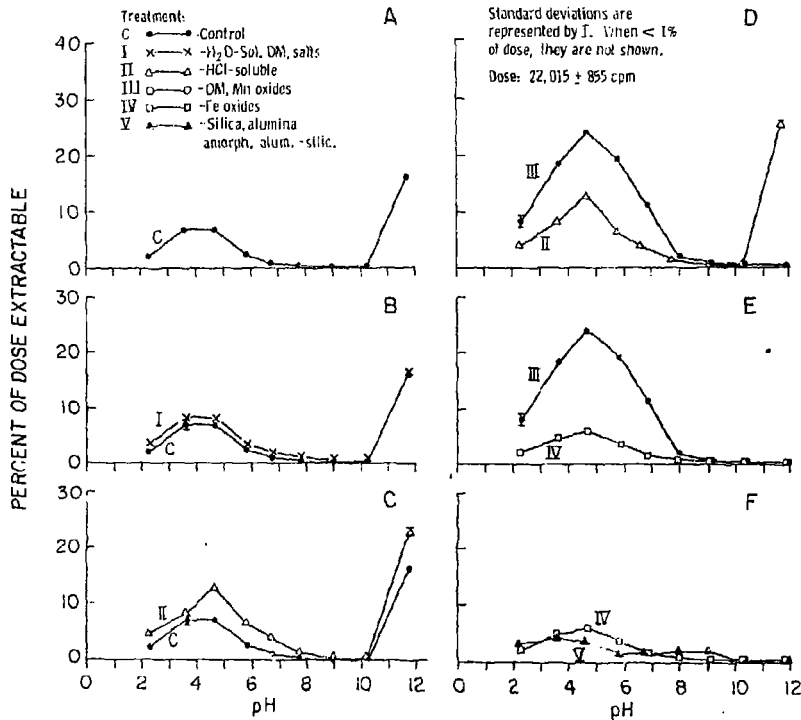 Treatment:
C -Control
I -H2O-Sol. OM, salts
II -HCl-soluble
III -OM, Mn oxides
IV -Fe oxides
V -Silica, alumina
amorph. alum.-silic.
A
Standard deviations are
represented by I. When < 1%
of dose, they are not shown.
Dose: 22,015 ± 855 cpm
D
PERCENT OF DOSE EXTRACTABLE
40
30
20
10
0
C
III
II
30
20
10
0
B
I
C
E
III
IV
30
20
10
0
C
II
C
F
IV
V
0 2 4 6 8 10 12
pH
0 2 4 6 8 10 12
pH